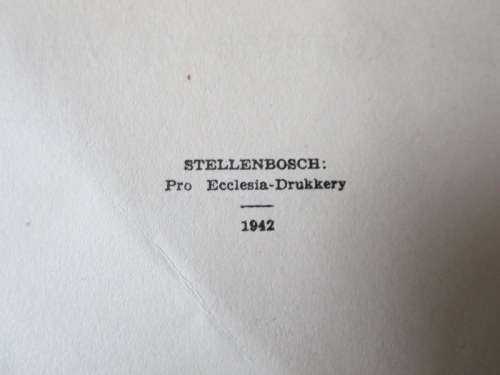 STELLENBOSCH:
Pro Ecclesia-Drukkery
1942